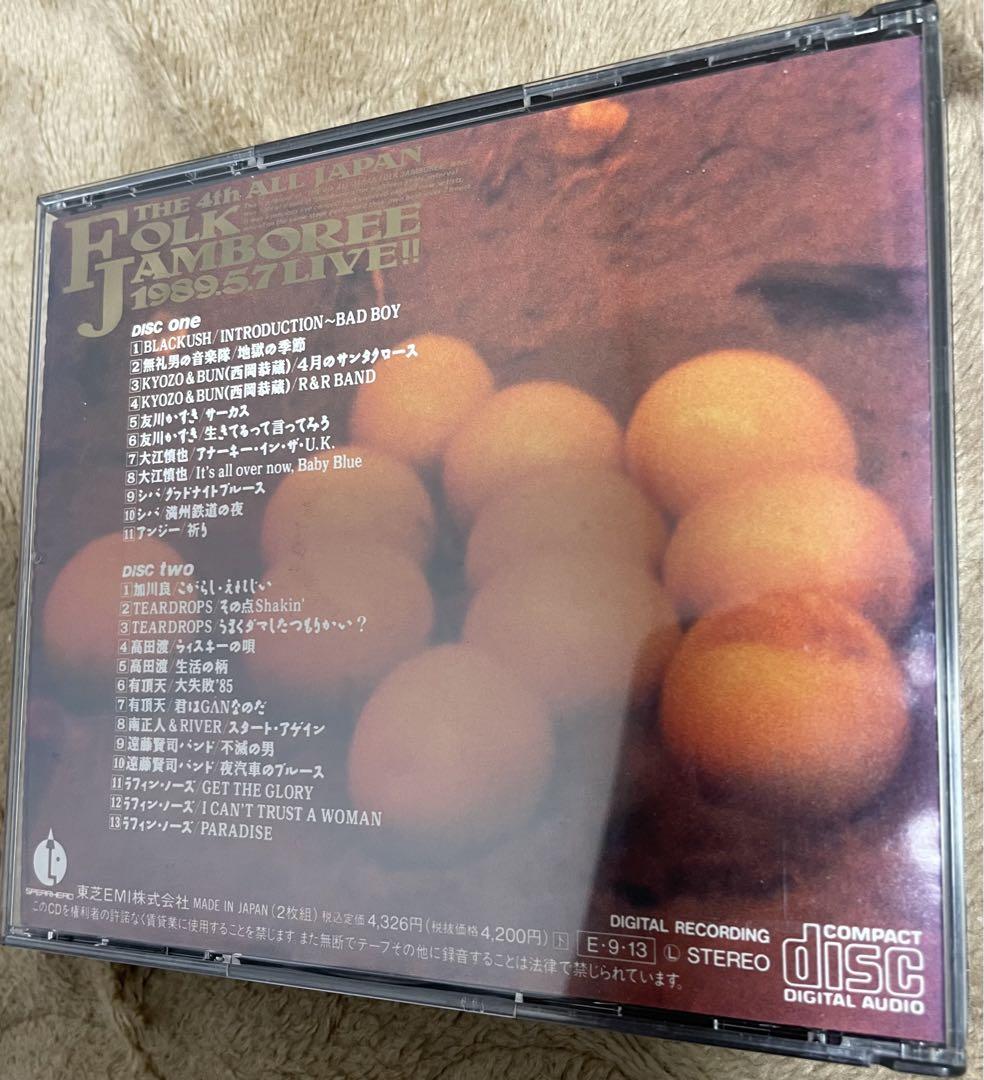 THE 4th ALL JAPAN
FOLK
JAMBOREE
1989.5.7 LIVE!!
DISC one
1 BLACKUSH/INTRODUCTION~BAD BOY
2 無礼男の音楽隊/地獄の季節
3 KYOZO & BUN(西岡恭蔵)/4月のサンタクロース
4 KYOZO & BUN(西岡恭蔵)/R&R BAND
5 友川かずき/サーカス
6 友川かずき/生きてるって言ってみろ
7 大江慎也/アナーキー・イン・ザ・U.K.
8 大江慎也/It's all over now, Baby Blue
9 シバ/グッドナイトブルース
10 シバ/満州鉄道の夜
11 アンジー/祈り
DISC two
1 加川良/こがらし・えれじい
2 TEARDROPS/その点Shakin'
3 TEARDROPS/うまくダマしたつもりかい?
4 高田渡/ウィスキーの唄
5 高田渡/生活の柄
6 有頂天/大失敗'85
7 有頂天/君はGANなのだ
8 南正人&RIVER/スタート・アゲイン
9 遠藤賢司バンド/不滅の男
10 遠藤賢司バンド/夜汽車のブルース
11 ラフィン・ノーズ/GET THE GLORY
12 ラフィン・ノーズ/I CAN'T TRUST A WOMAN
13 ラフィン・ノーズ/PARADISE
SPEARHEAD 東芝EMI株式会社 MADE IN JAPAN (2枚組) 税込定価4,326円(税抜価格4,200円) 下 E・9・13 L STEREO
このCDを権利者の許諾なく賃貸業に使用することを禁じます。また無断でテープその他に録音することは法律で禁じられています。
DIGITAL RECORDING
COMPACT
disc
DIGITAL AUDIO